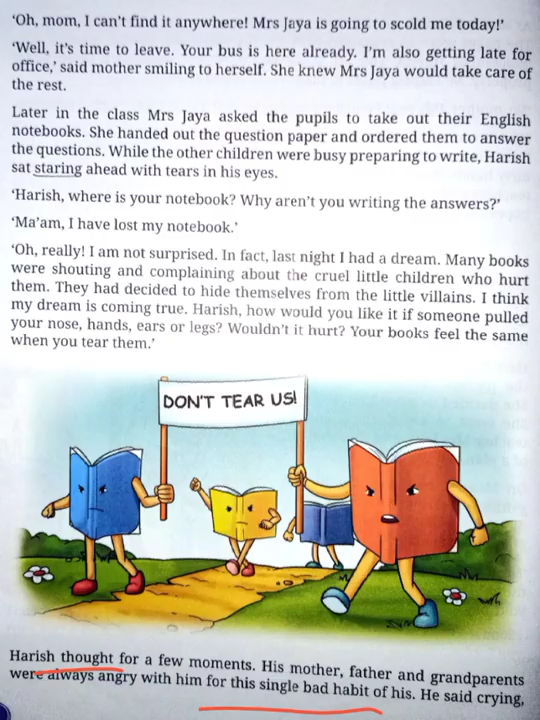 ‘Oh, mom, I can’t find it anywhere! Mrs Jaya is going to scold me today!’
‘Well, it’s time to leave. Your bus is here already. I’m also getting late for
office,’ said mother smiling to herself. She knew Mrs Jaya would take care of
the rest.
Later in the class Mrs Jaya asked the pupils to take out their English
notebooks. She handed out the question paper and ordered them to answer
the questions. While the other children were busy preparing to write, Harish
sat staring ahead with tears in his eyes.
‘Harish, where is your notebook? Why aren’t you writing the answers?’
‘Ma’am, I have lost my notebook.’
‘Oh, really! I am not surprised. In fact, last night I had a dream. Many books
were shouting and complaining about the cruel little children who hurt
them. They had decided to hide themselves from the little villains. I think
my dream is coming true. Harish, how would you like it if someone pulled
your nose, hands, ears or legs? Wouldn’t it hurt? Your books feel the same
when you tear them.’
DON’T TEAR US!
Harish thought for a few moments. His mother, father and grandparents
were always angry with him for this single bad habit of his. He said crying,